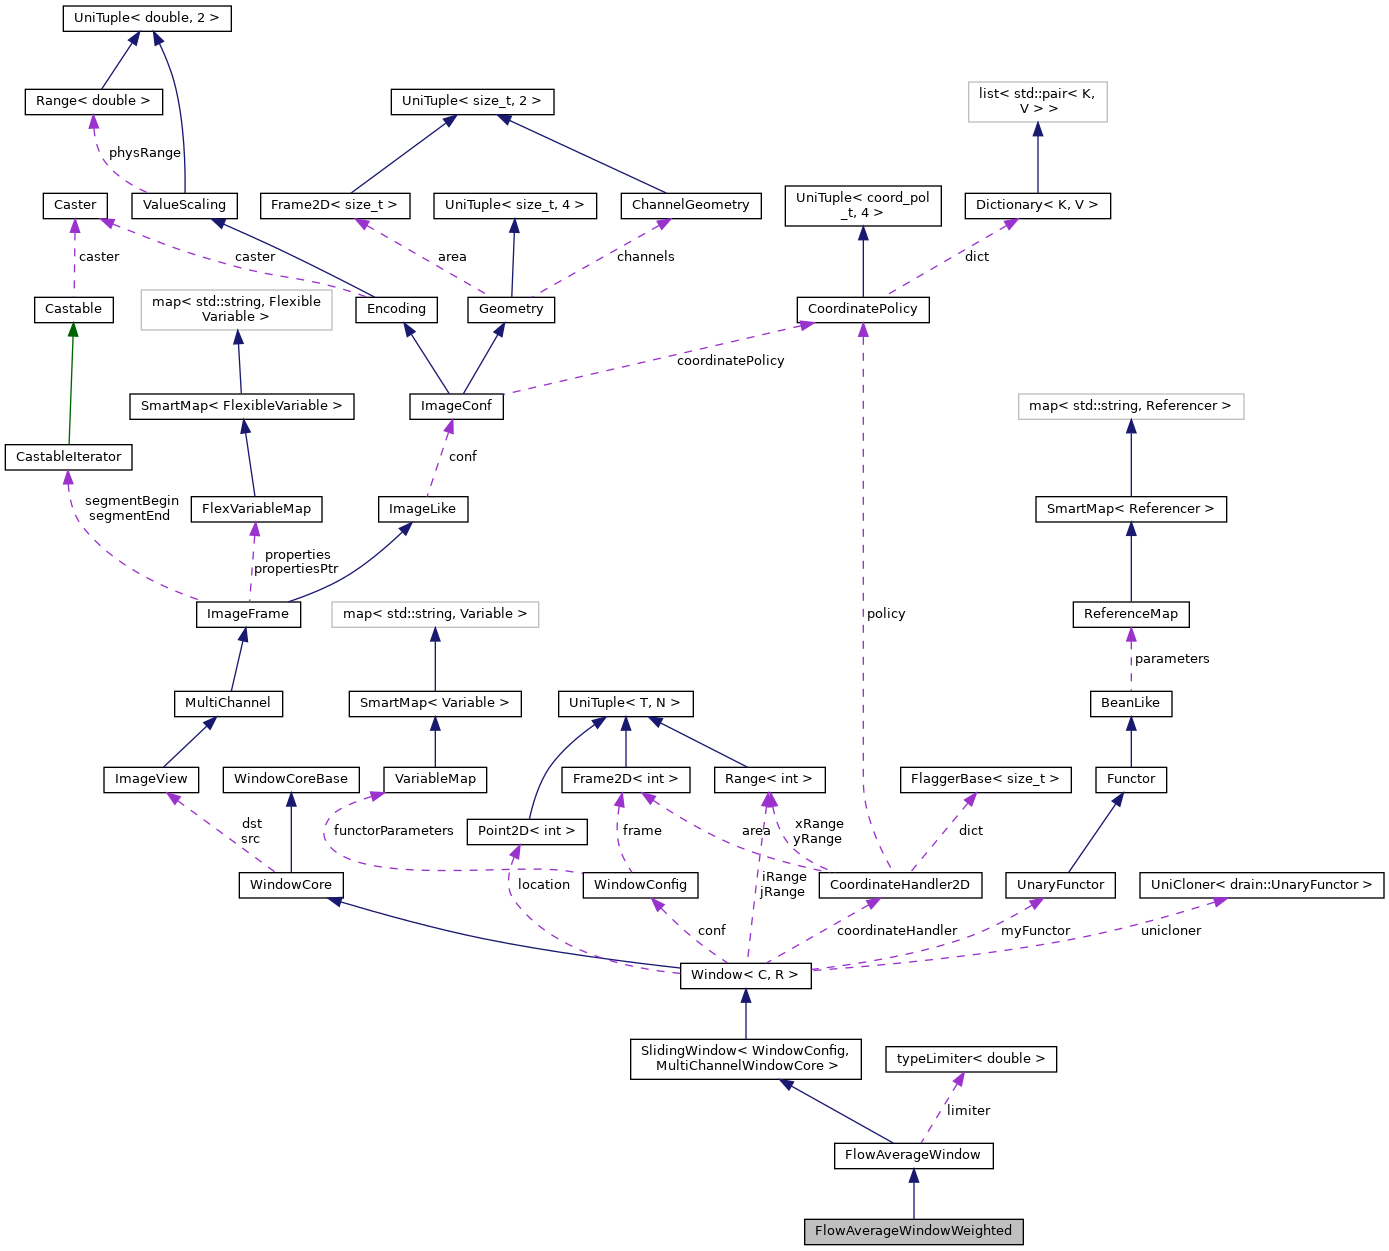 UniTuple< double, 2 >
Range< double >
UniTuple< size_t, 2 >
list< std::pair< K,
V > >
physRange
Caster
ValueScaling
Frame2D< size_t >
UniTuple< size_t, 4 >
ChannelGeometry
UniTuple< coord_pol
_t, 4 >
Dictionary< K, V >
caster
caster
area
channels
dict
Castable
map< std::string, Flexible
Variable >
Encoding
Geometry
CoordinatePolicy
coordinatePolicy
SmartMap< FlexibleVariable >
ImageConf
map< std::string, Referencer >
CastableIterator
conf
segmentBegin
segmentEnd
FlexVariableMap
ImageLike
SmartMap< Referencer >
properties
propertiesPtr
ImageFrame
map< std::string, Variable >
policy
ReferenceMap
parameters
MultiChannel
SmartMap< Variable >
UniTuple< T, N >
BeanLike
ImageView
WindowCoreBase
VariableMap
Frame2D< int >
Range< int >
FlaggerBase< size_t >
Functor
dst
src
functorParameters
Point2D< int >
frame
area
xRange
yRange
dict
WindowCore
location
WindowConfig
iRange
jRange
CoordinateHandler2D
UnaryFunctor
UniCloner< drain::UnaryFunctor >
conf
coordinateHandler
myFunctor
unicloner
Window< C, R >
SlidingWindow< WindowConfig,
MultiChannelWindowCore >
typeLimiter< double >
limiter
FlowAverageWindow
FlowAverageWindowWeighted